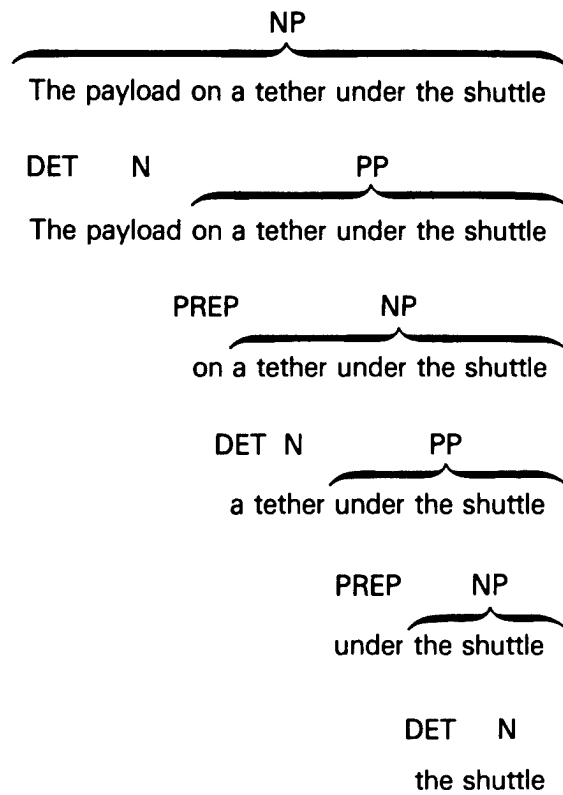 NP
The payload on a tether under the shuttle
DET N PP
The payload on a tether under the shuttle
PREP NP
on a tether under the shuttle
DET N PP
a tether under the shuttle
PREP NP
under the shuttle
DET N
the shuttle